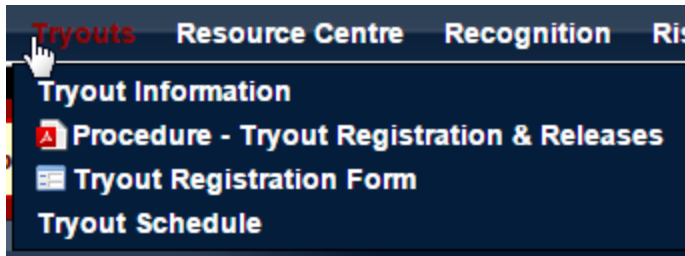 Tryouts Resource Centre Recognition
Tryout Information
Procedure - Tryout Registration & Releases
Tryout Registration Form
Tryout Schedule